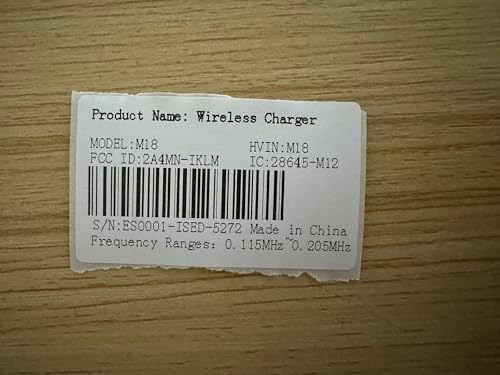 Product Name: Wireless Charger
MODEL:M18 HVIN:M18
FCC ID:2A4MN-IKLM IC:28645-M12
S/N:ES0001-ISED-5272 Made in China
Frequency Ranges: 0.115MHz~0.205MHz